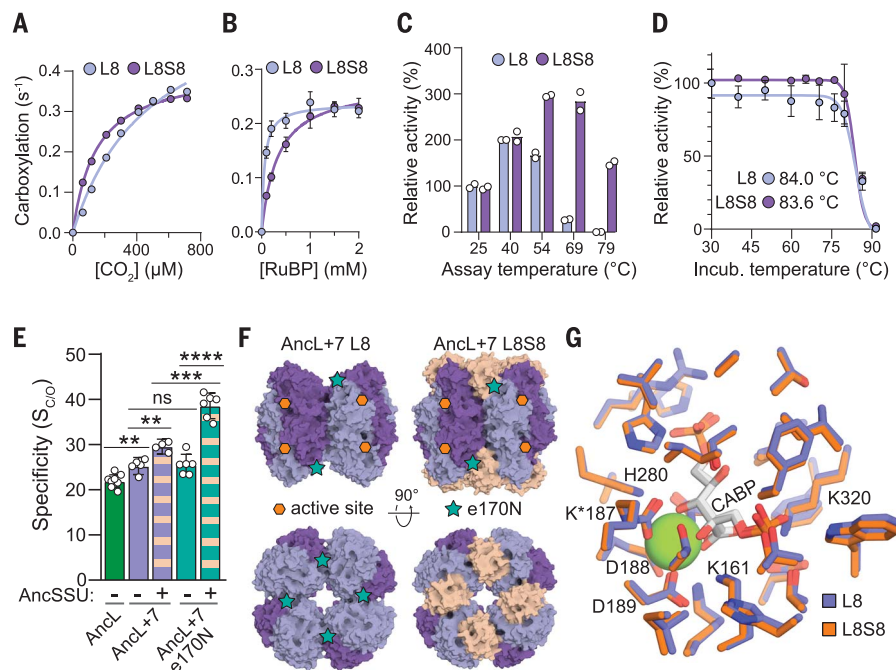 A
L8 L8S8
Carboxylation (s-1)
0.4
0.3
0.2
0.1
0.0
0 400 800
[CO2] (µM)
B
L8 L8S8
0.3
0.2
0.1
0.0
0 1 2
[RuBP] (mM)
C
L8 L8S8
Relative activity (%)
400
300
200
100
0
25 40 54 69 79
Assay temperature (°C)
D
Relative activity (%)
100
50
0
L8 84.0 °C
L8S8 83.6 °C
30 45 60 75 90
Incub. temperature (°C)
E
Specificity (SC/O)
50
40
30
20
10
0
****
***
ns
**
**
AncSSU: - - + - +
AncL
AncL+7
AncL+7
e170N
F
AncL+7 L8 AncL+7 L8S8
active site 90° e170N
G
H280
K*187
D188
D189
CABP
K161
K320
L8
L8S8